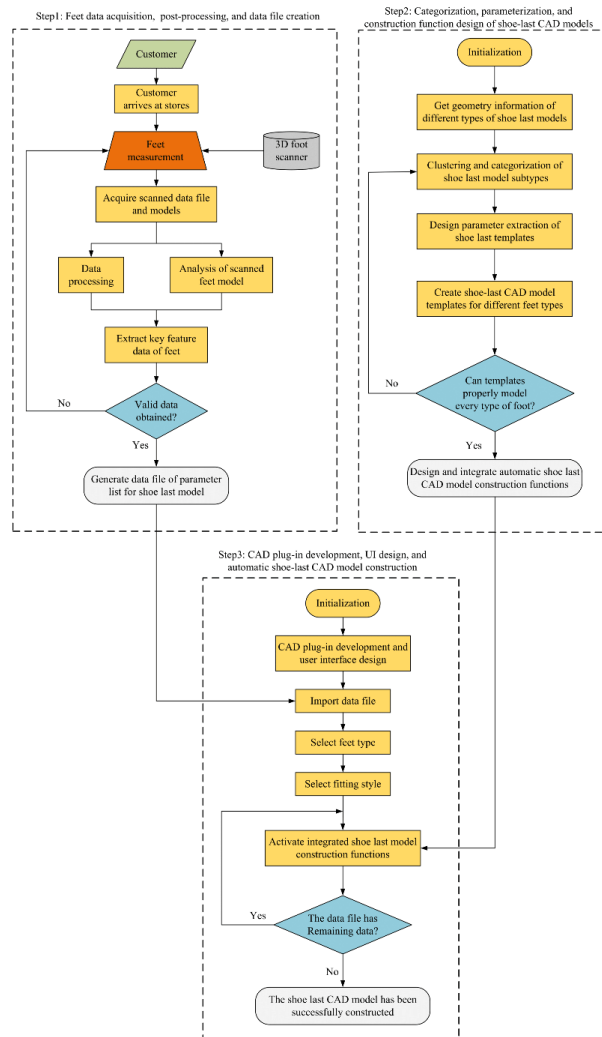 Step1: Feet data acquisition, post-processing, and data file creation
Customer
Customer
arrives at stores
Feet
measurement
3D foot
scanner
Acquire scanned data file
and models
Data
processing
Analysis of scanned
feet model
Extract key feature
data of feet
No
Valid data
obtained?
Yes
Generate data file of parameter
list for shoe last model
Step2: Categorization, parameterization, and
construction function design of shoe-last CAD models
Initialization
Get geometry information of
different types of shoe last models
Clustering and categorization of
shoe last model subtypes
Design parameter extraction of
shoe last templates
Create shoe-last CAD model
templates for different feet types
No
Can templates
properly model
every type of foot?
Yes
Design and integrate automatic shoe last
CAD model construction functions
Step3: CAD plug-in development, UI design, and
automatic shoe-last CAD model construction
Initialization
CAD plug-in development and
user interface design
Import data file
Select feet type
Select fitting style
Activate integrated shoe last model
construction functions
Yes
The data file has
Remaining data?
No
The shoe last CAD model has been
successfully constructed